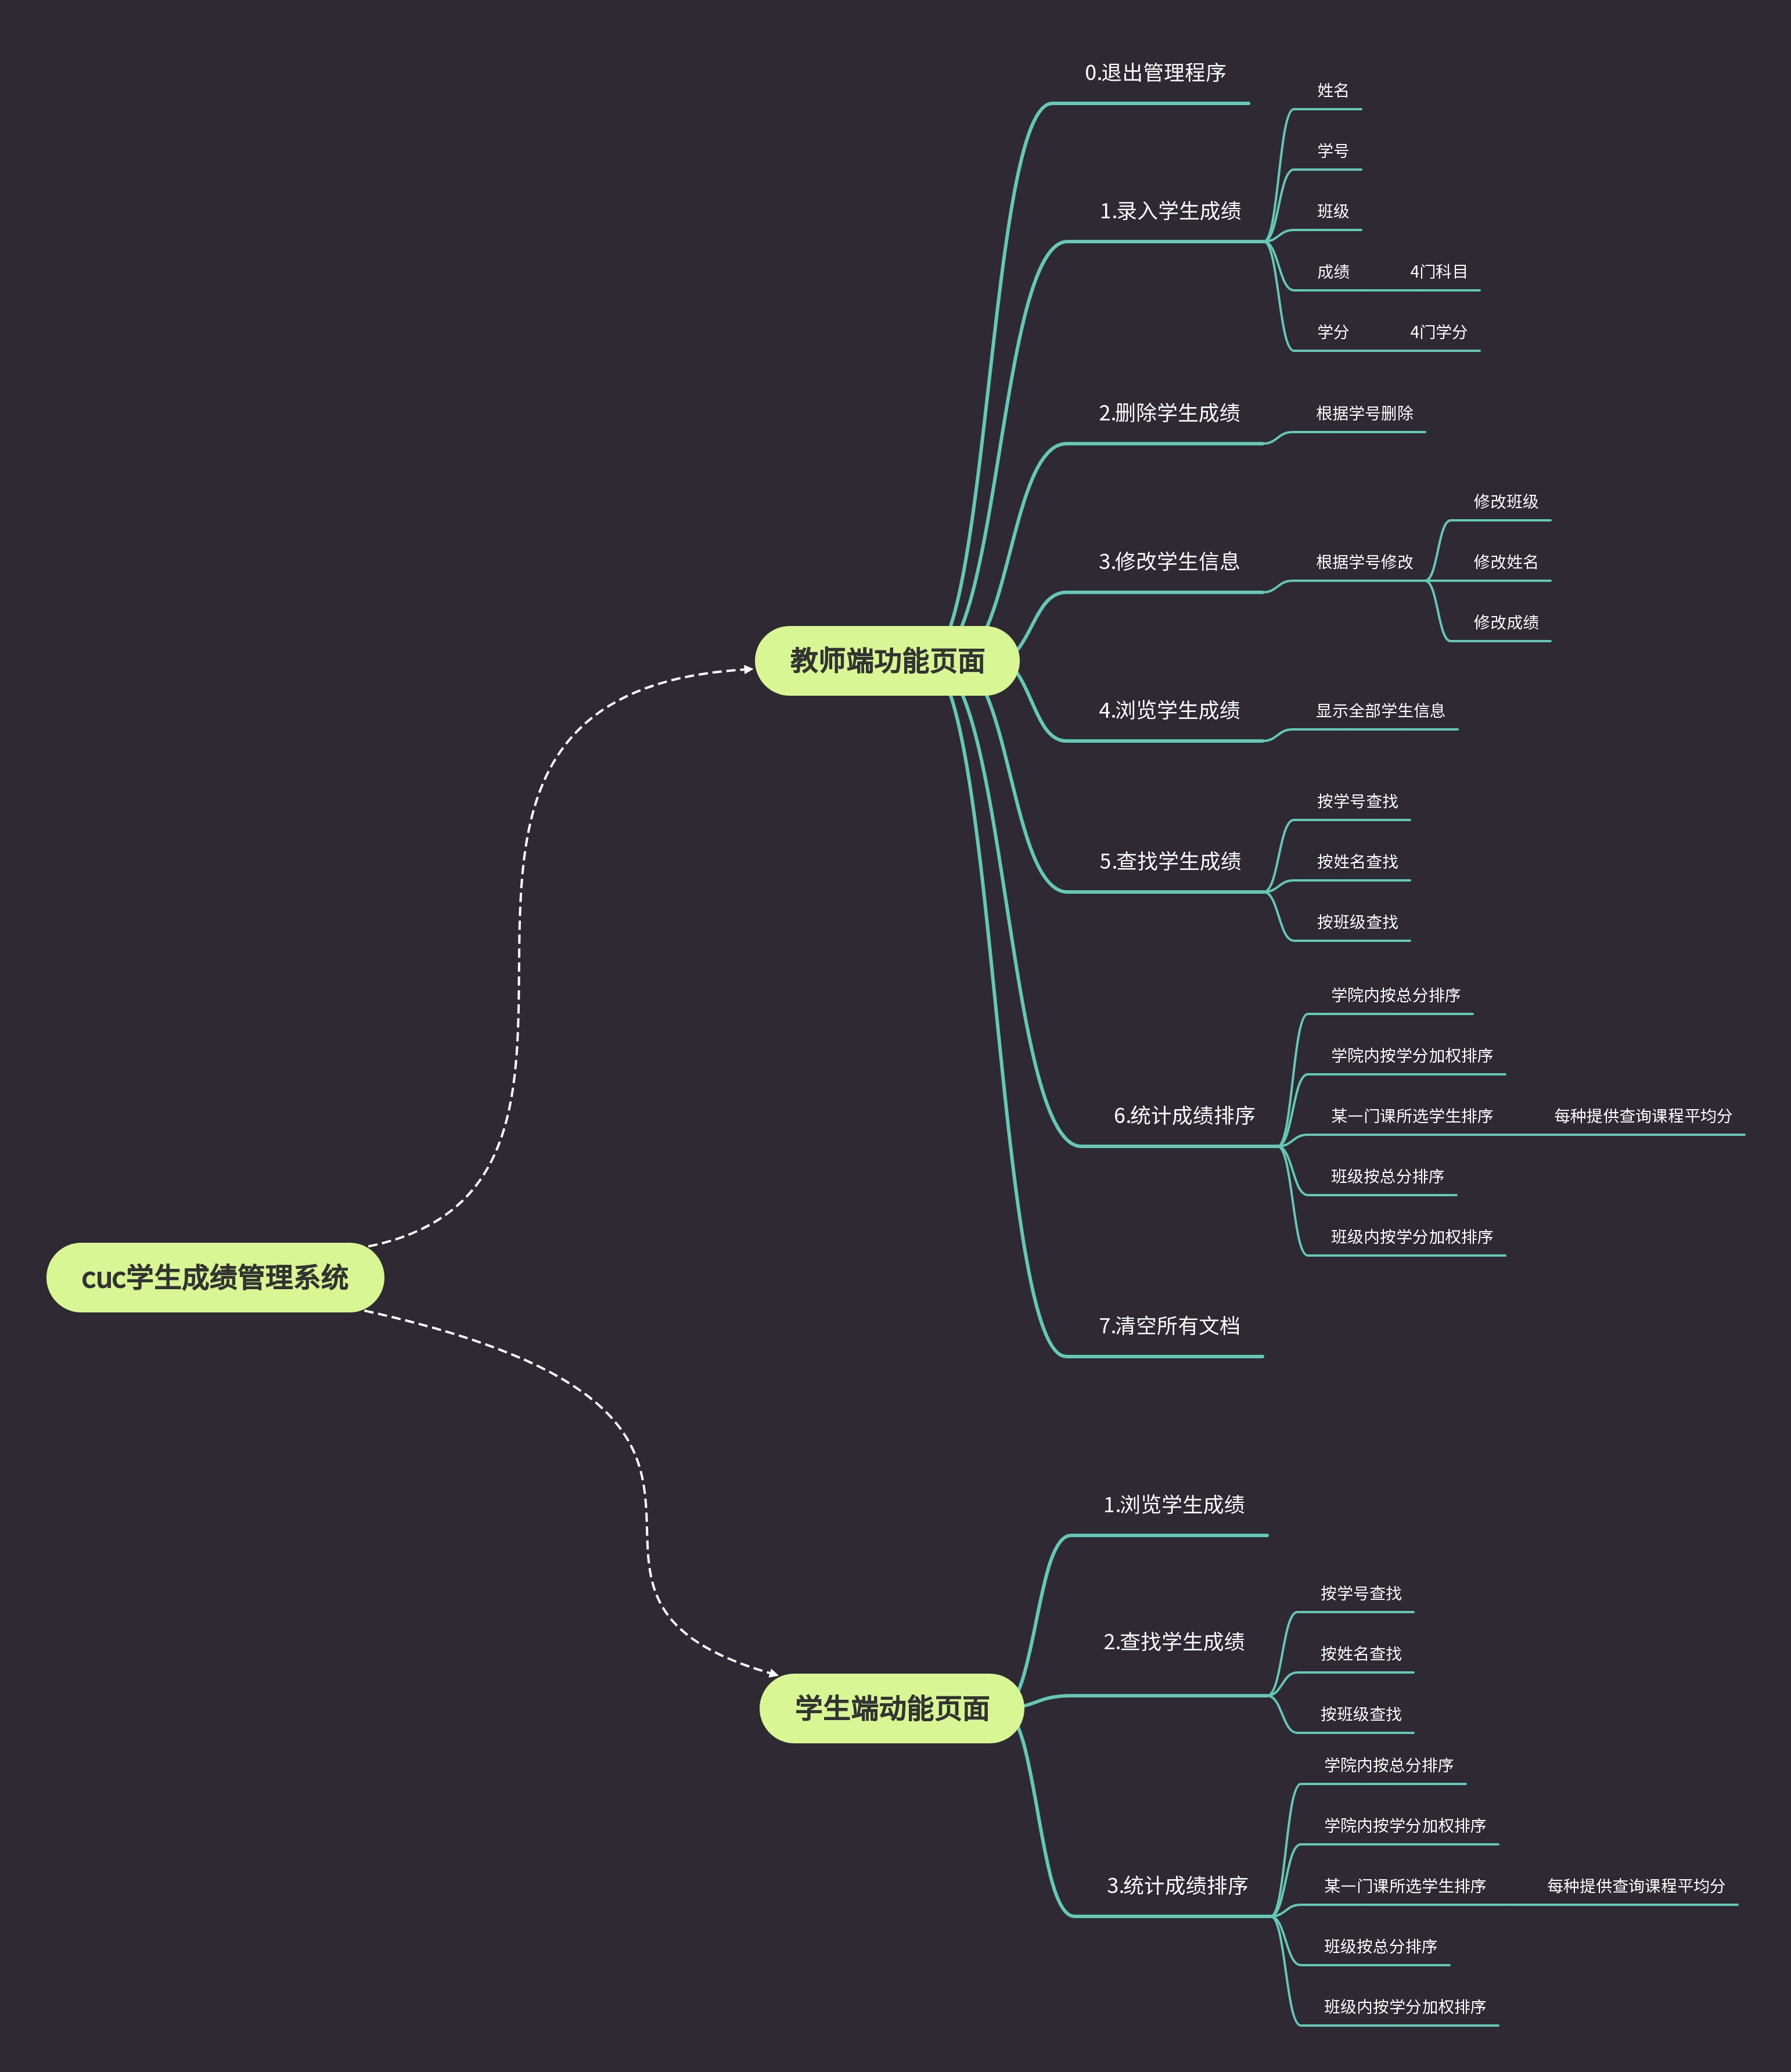 0.退出管理程序
姓名
学号
1.录入学生成绩
班级
成绩
4门科目
学分
4门学分
2.删除学生成绩
根据学号删除
3.修改学生信息
根据学号修改
修改班级
修改姓名
修改成绩
教师端功能页面
4.浏览学生成绩
显示全部学生信息
5.查找学生成绩
按学号查找
按姓名查找
按班级查找
6.统计成绩排序
学院内按总分排序
学院内按学分加权排序
某一门课所选学生排序
每种提供查询课程平均分
班级按总分排序
班级内按学分加权排序
7.清空所有文档
cuc学生成绩管理系统
学生端动能页面
1.浏览学生成绩
2.查找学生成绩
按学号查找
按姓名查找
按班级查找
3.统计成绩排序
学院内按总分排序
学院内按学分加权排序
某一门课所选学生排序
每种提供查询课程平均分
班级按总分排序
班级内按学分加权排序